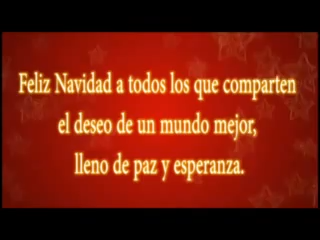 Feliz Navidad a todos los que comparten
el deseo de un mundo mejor,
lleno de paz y esperanza.